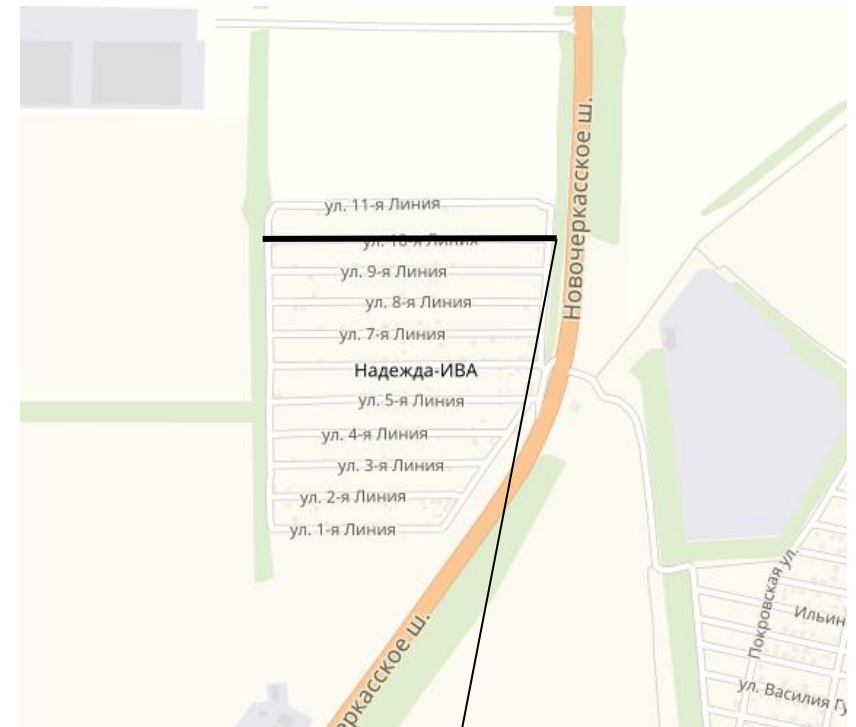 Новочеркасское ш.
ул. 11-я Линия
ул. 10-я Линия
ул. 9-я Линия
ул. 8-я Линия
ул. 7-я Линия
Надежда-ИВА
ул. 5-я Линия
ул. 4-я Линия
ул. 3-я Линия
ул. 2-я Линия
ул. 1-я Линия
Покровская ул.
Ильин
ул. Василия Гу
еркасское ш.